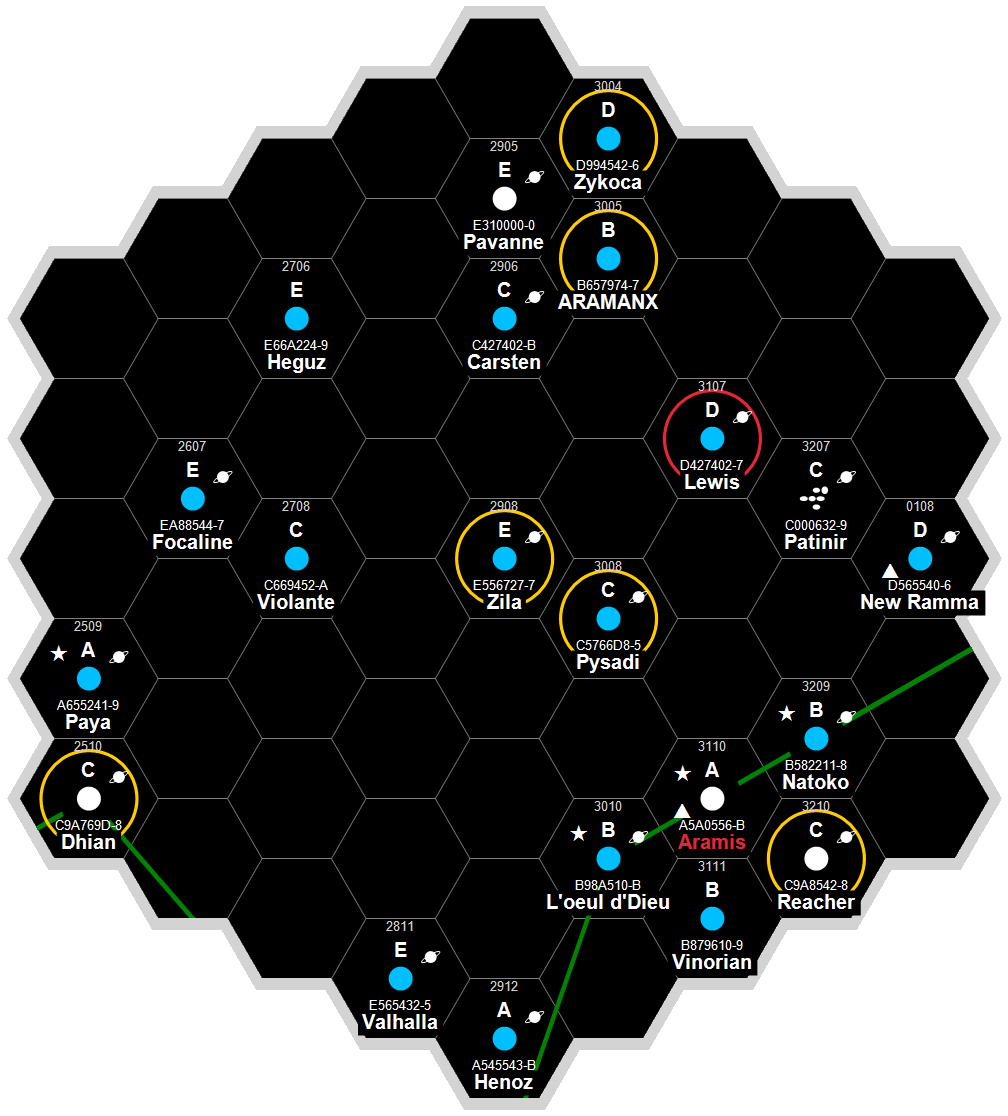 3004
D
D994542-6
Zykoca
2905
E
E310000-0
Pavanne
3005
B
B657974-7
ARAMANX
2706
E
E66A224-9
Heguz
2906
C
C427402-B
Carsten
3107
D
D427402-7
Lewis
2607
E
EA88544-7
Focaline
3207
C
C000632-9
Patinir
2708
C
C669452-A
Violante
2908
E
E556727-7
Zila
0108
D
D565540-6
New Ramma
3008
C
C5766D8-5
Pysadi
2509
A
A655241-9
Paya
3209
B
B582211-8
Natoko
2510
C
C9A769D-8
Dhian
3110
A
A5A0556-B
Aramis
3010
B
B98A510-B
L'oeul d'Dieu
3210
C
C9A8542-8
Reacher
3111
B
B879610-9
Vinorian
2811
E
E565432-5
Valhalla
2912
A
A545543-B
Henoz